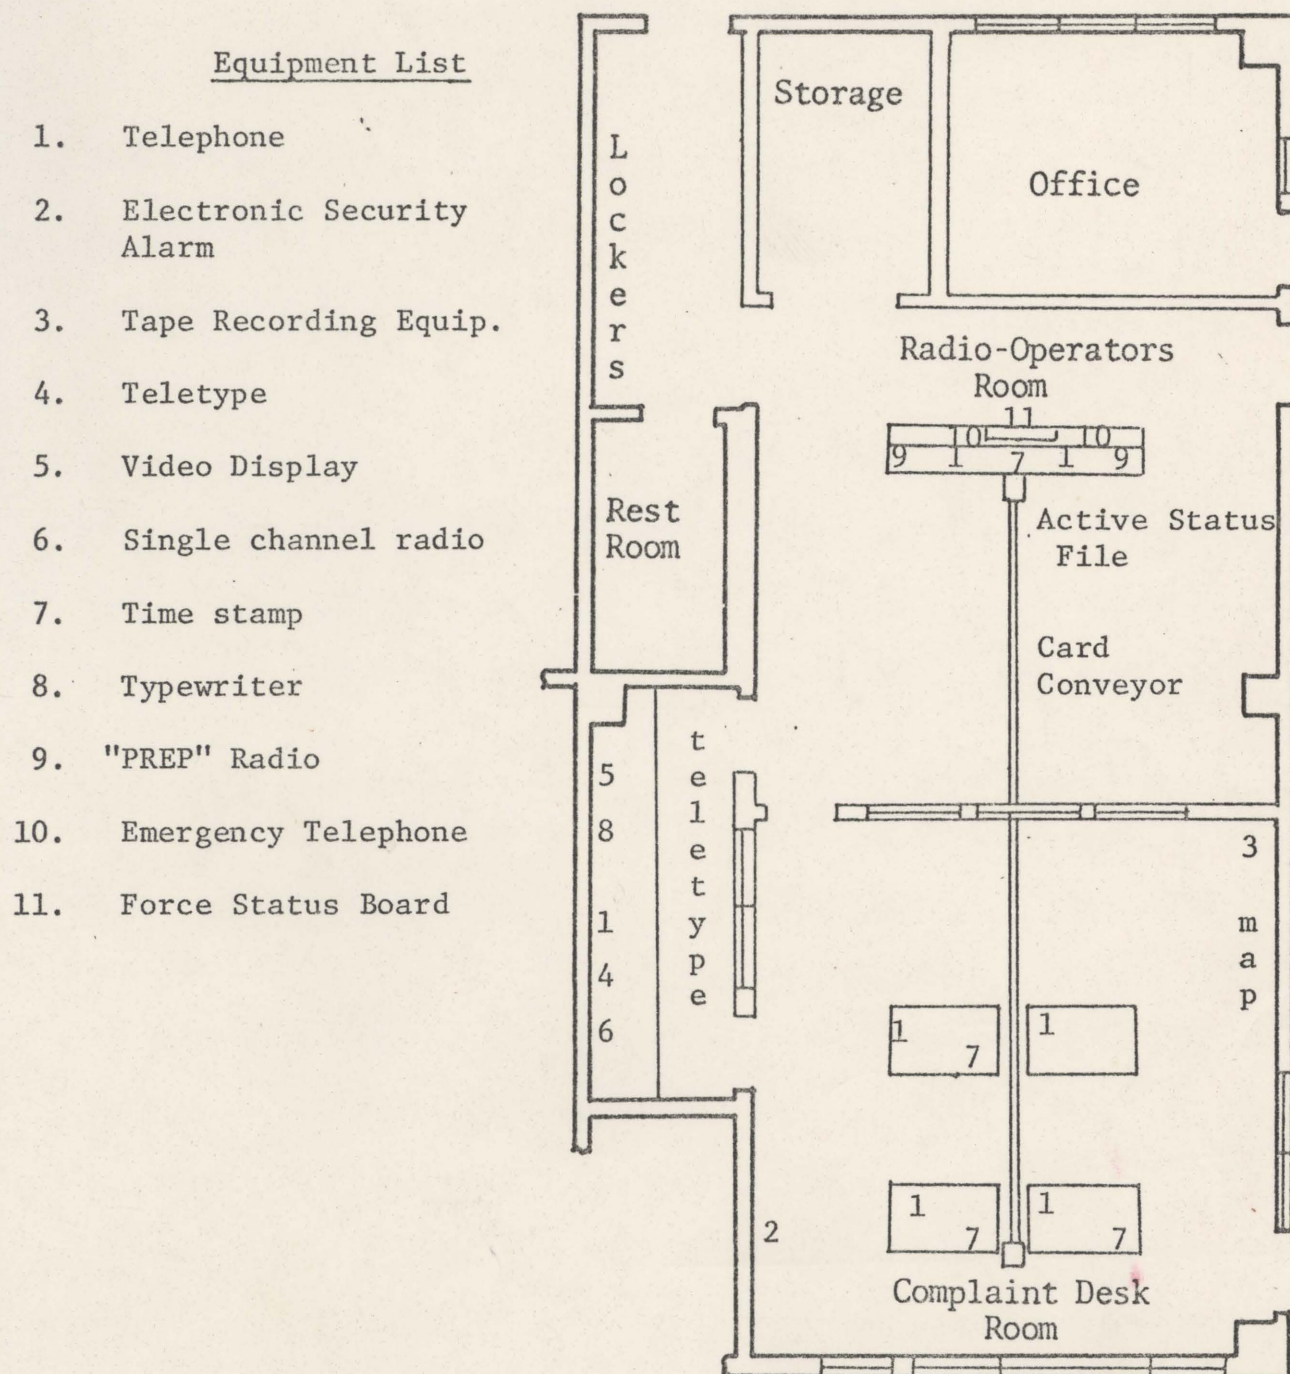 Equipment List
1. Telephone
2. Electronic Security
Alarm
3. Tape Recording Equip.
4. Teletype
5. Video Display
6. Single channel radio
7. Time stamp
8. Typewriter
9. "PREP" Radio
10. Emergency Telephone
11. Force Status Board
Lockers
Storage
Office
Radio-Operators
Room
11
10 10
9 1 7 1 9
Rest
Room
Active Status
File
Card
Conveyor
teletype
5
8
1
4
6
3
map
1 7
1
1 7
1 7
2
Complaint Desk
Room